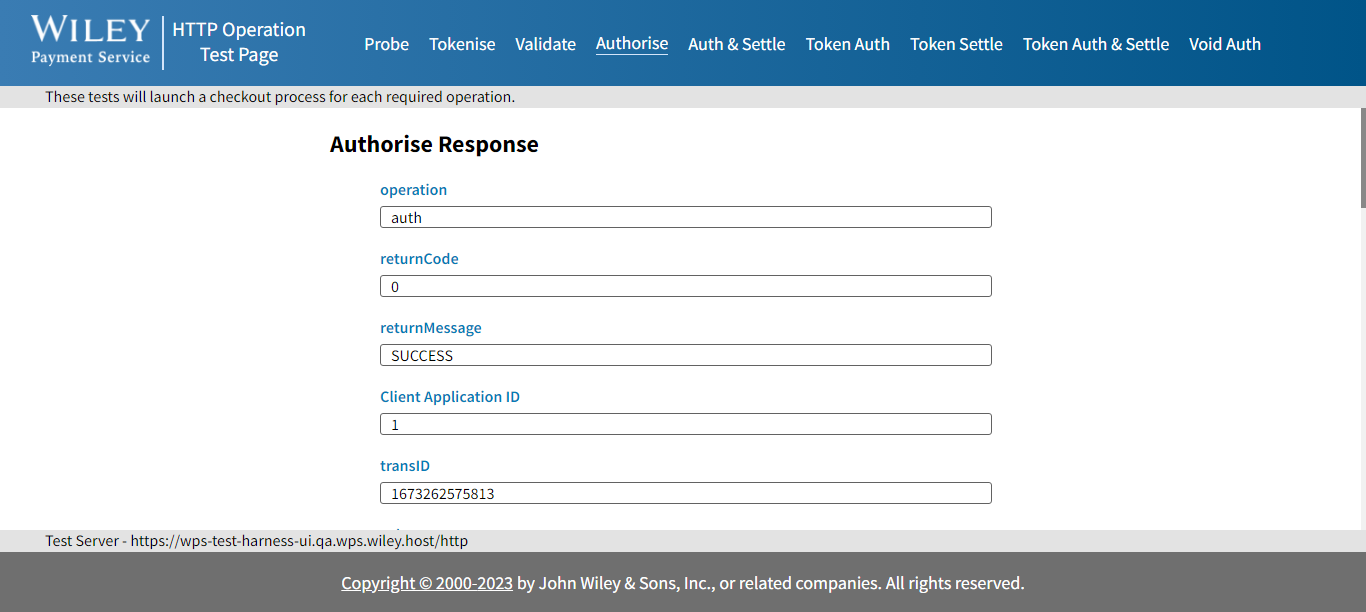 WILEY
Payment Service
HTTP Operation
Test Page
Probe Tokenise Validate Authorise Auth & Settle Token Auth Token Settle Token Auth & Settle Void Auth
These tests will launch a checkout process for each required operation.
Authorise Response
operation
auth
returnCode
0
returnMessage
SUCCESS
Client Application ID
1
transID
1673262575813
Test Server - https://wps-test-harness-ui.qa.wps.wiley.host/http
Copyright © 2000-2023 by John Wiley & Sons, Inc., or related companies. All rights reserved.